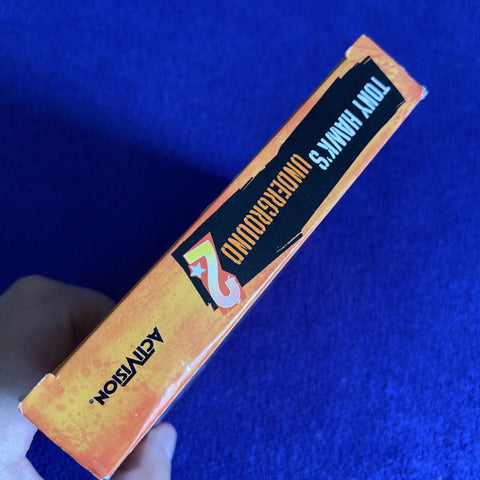 TONY HAWK'S
UNDERGROUND
2
ACTIVISION®